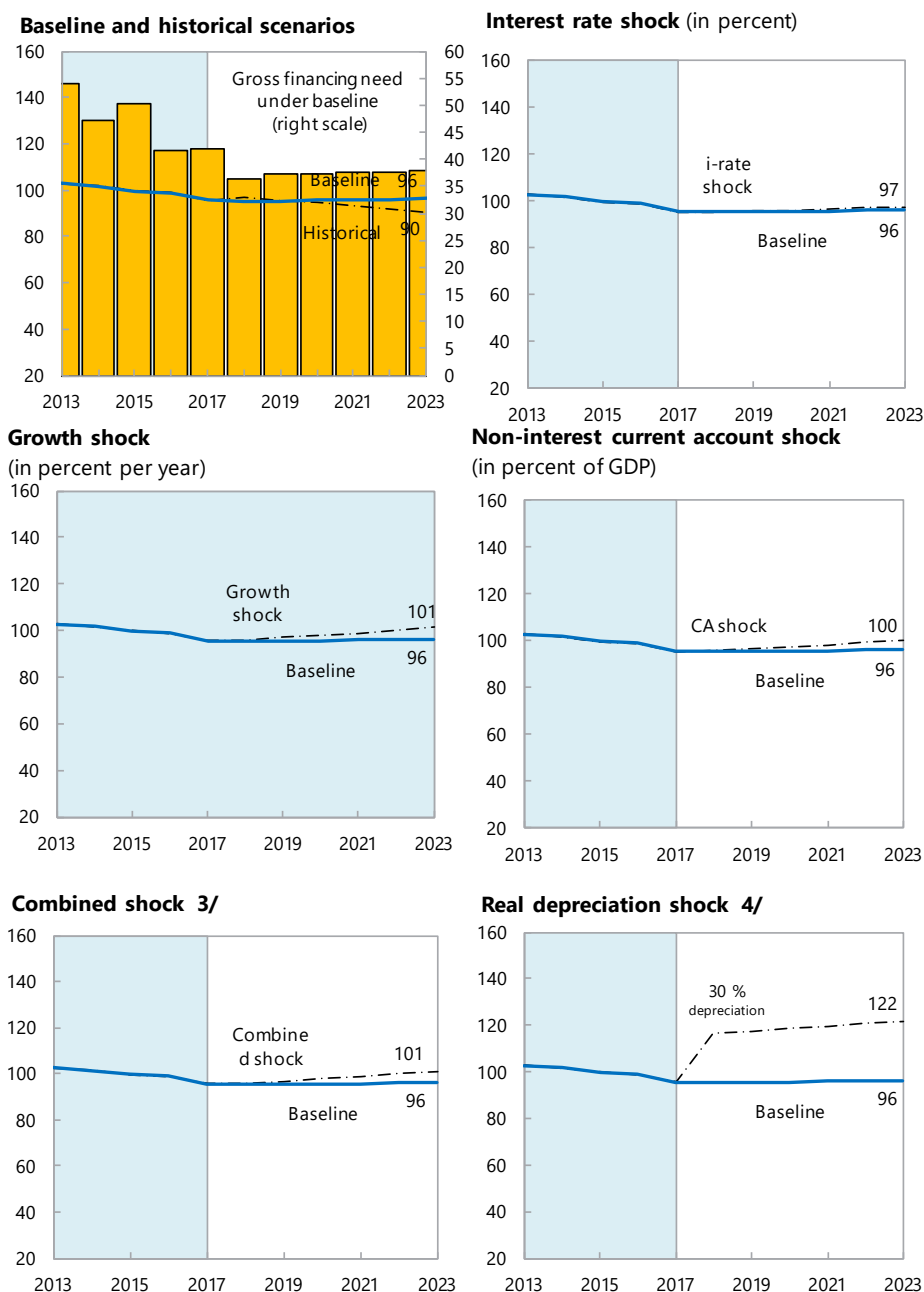 Baseline and historical scenarios
160
140
120
100
80
60
40
20
60
55
50
45
40
35
30
25
20
15
10
5
0
Gross financing need
under baseline
(right scale)
Baseline 96
Historical 90
2013 2015 2017 2019 2021 2023
Interest rate shock (in percent)
160
140
120
100
80
60
40
20
i-rate
shock
97
Baseline 96
2013 2015 2017 2019 2021 2023
Growth shock
(in percent per year)
160
140
120
100
80
60
40
20
Growth
shock
101
96
Baseline
2013 2015 2017 2019 2021 2023
Non-interest current account shock
(in percent of GDP)
160
140
120
100
80
60
40
20
CA shock 100
96
Baseline
2013 2015 2017 2019 2021 2023
Combined shock 3/
160
140
120
100
80
60
40
20
Combine
d shock
101
96
Baseline
2013 2015 2017 2019 2021 2023
Real depreciation shock 4/
160
140
120
100
80
60
40
20
30 %
depreciation
122
Baseline 96
2013 2015 2017 2019 2021 2023